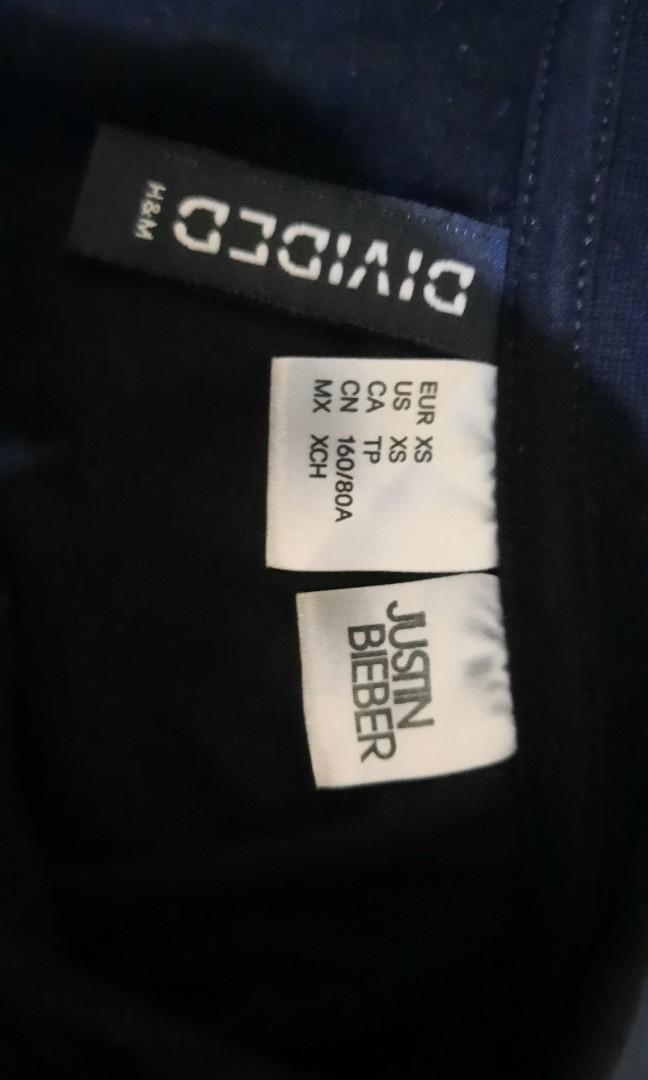 DIVIDED
H&M
EUR XS
US XS
CA TP
CN 160/80A
MX XCH
JUSTIN
BIEBER